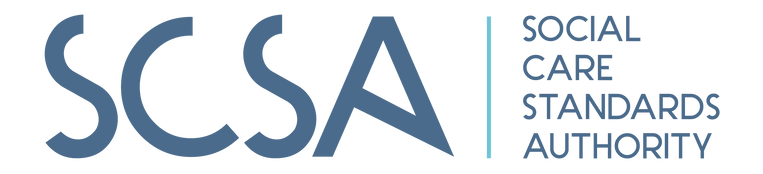 SCSA
SOCIAL
CARE
STANDARDS
AUTHORITY